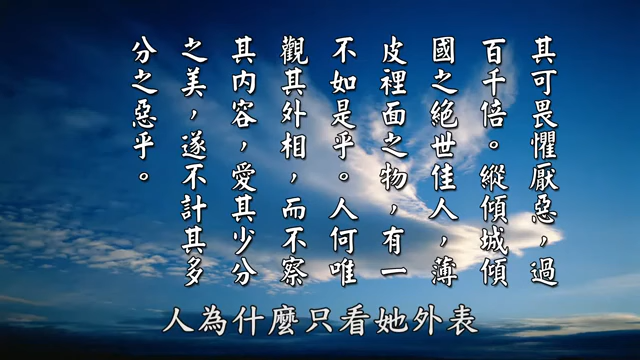 其可畏懼厭惡，過
百千倍。縱傾城傾
國之絕世佳人，薄
皮裡面之物，有一
不如是乎。人何唯
觀其外相，而不察
其內容，愛其少分
之美，遂不計其多
分之惡乎。
人為什麼只看她外表